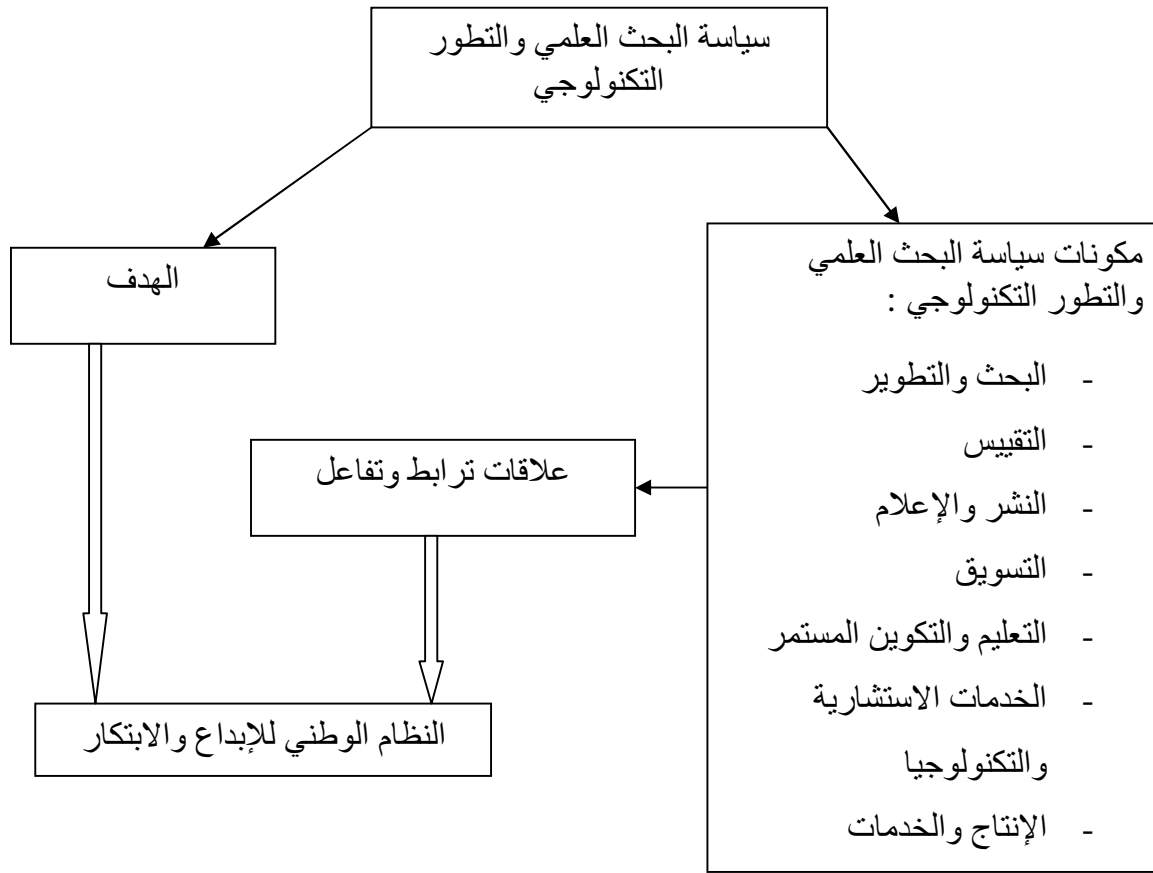 سياسة البحث العلمي والتطور
التكنولوجي
الهدف
مكونات سياسة البحث العلمي
والتطور التكنولوجي :
- البحث والتطوير
- التقييس
- النشر والإعلام
- التسويق
- التعليم والتكوين المستمر
- الخدمات الاستشارية
والتكنولوجيا
- الإنتاج والخدمات
علاقات ترابط وتفاعل
النظام الوطني للإبداع والابتكار